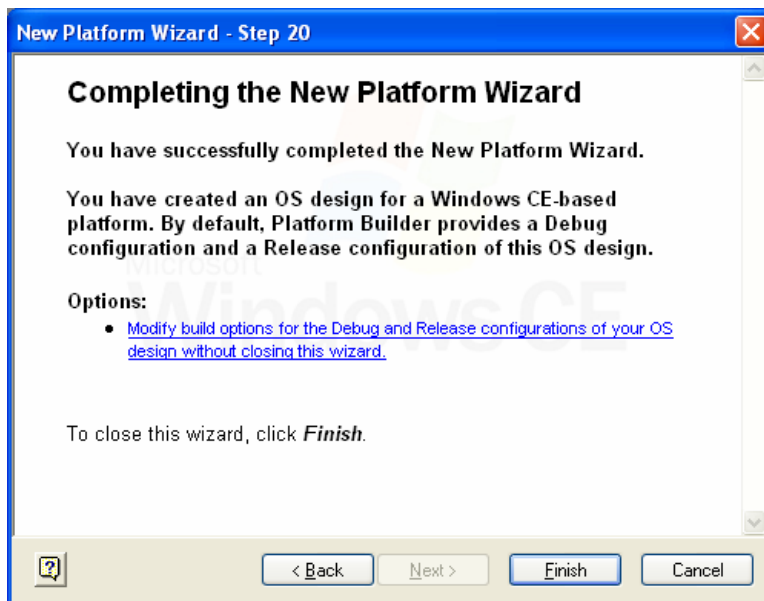 New Platform Wizard - Step 20
Completing the New Platform Wizard
You have successfully completed the New Platform Wizard.
You have created an OS design for a Windows CE-based
platform. By default, Platform Builder provides a Debug
configuration and a Release configuration of this OS design.
Microsoft
Windows CE
Options:
• Modify build options for the Debug and Release configurations of your OS
design without closing this wizard.
To close this wizard, click Finish.
< Back
Next >
Finish
Cancel